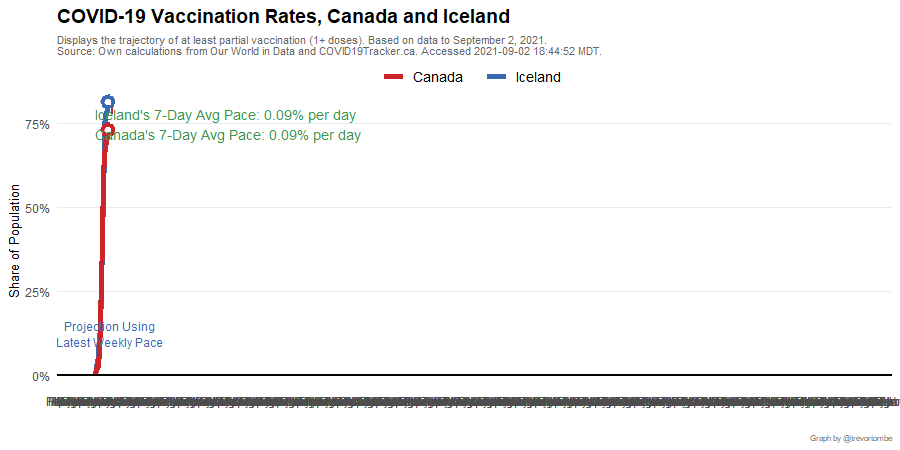 COVID-19 Vaccination Rates, Canada and Iceland
Displays the trajectory of at least partial vaccination (1+ doses). Based on data to September 2, 2021.
Source: Own calculations from Our World in Data and COVID19Tracker.ca. Accessed 2021-09-02 18:44:52 MDT.
Canada
Iceland
Iceland's 7-Day Avg Pace: 0.09% per day
Canada's 7-Day Avg Pace: 0.09% per day
75%
50%
25%
0%
Share of Population
Projection Using
Latest Weekly Pace
Graph by @trevortombe